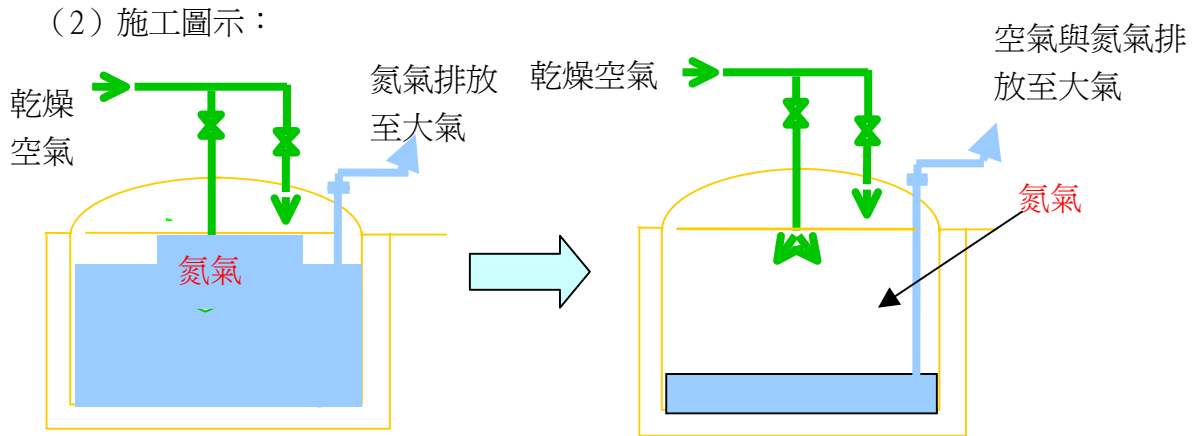 （2）施工圖示：
乾燥
空氣
氮氣排放
至大氣
氮氣
乾燥空氣
空氣與氮氣排
放至大氣
氮氣